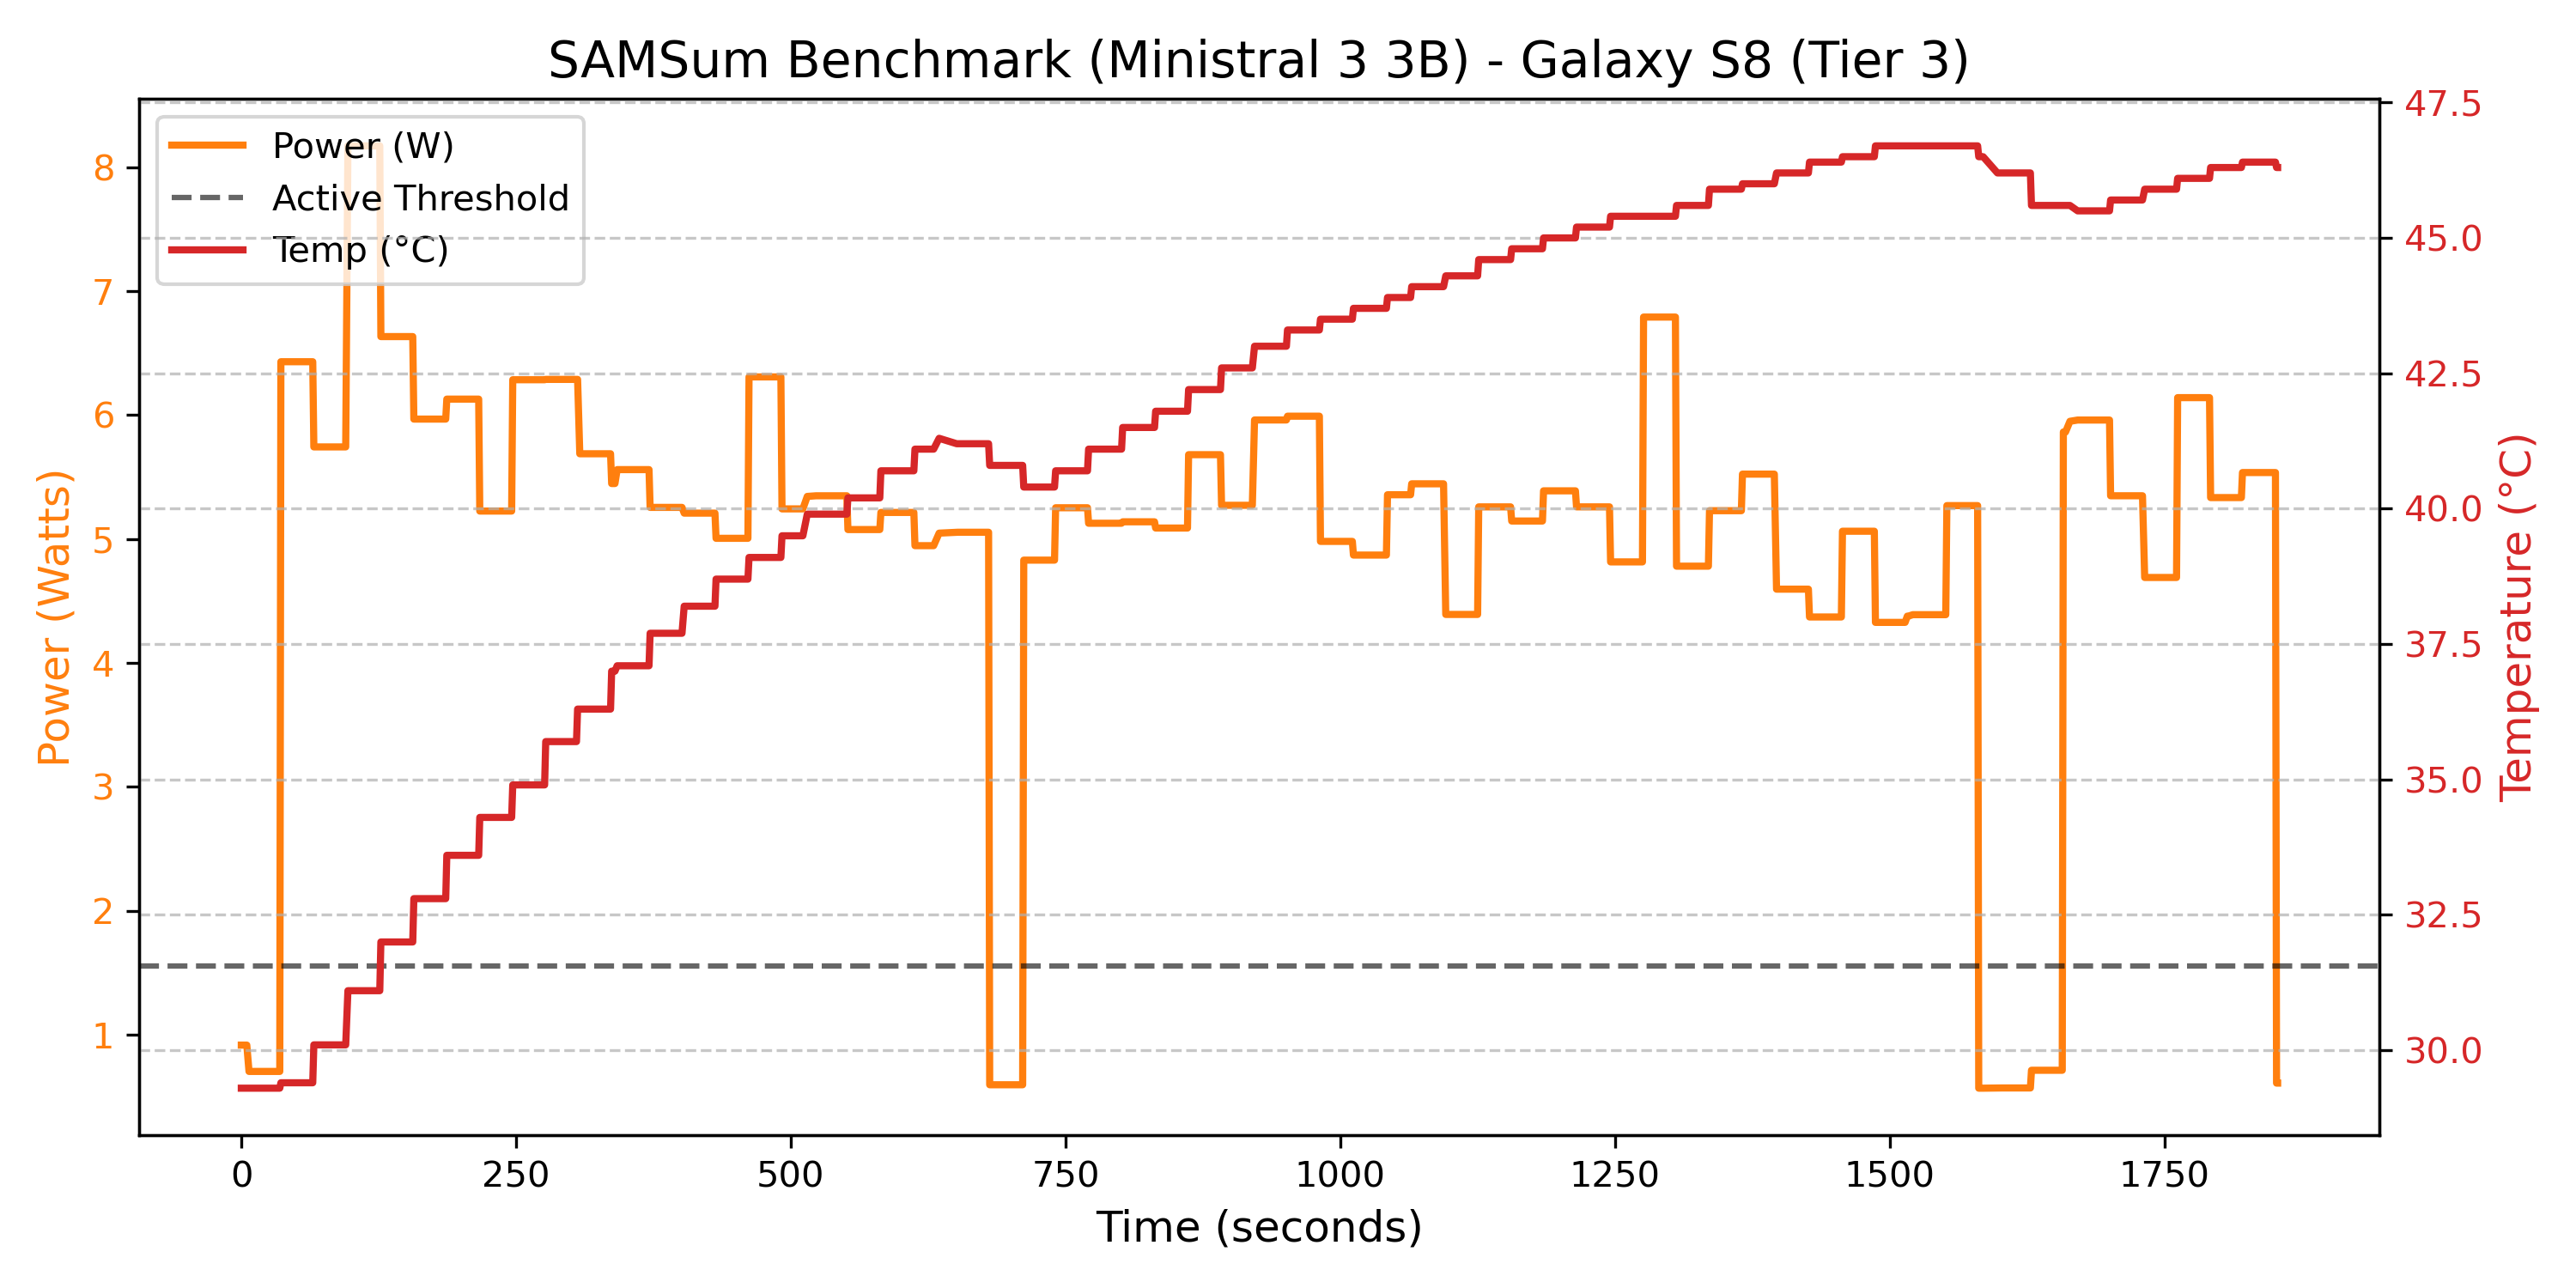 SAMSum Benchmark (Ministral 3 3B) - Galaxy S8 (Tier 3)
Power (W)
Active Threshold
Temp (°C)
8
7
6
5
4
3
2
1
Power (Watts)
47.5
45.0
42.5
40.0
37.5
35.0
32.5
30.0
Temperature (°C)
0 250 500 750 1000 1250 1500 1750
Time (seconds)